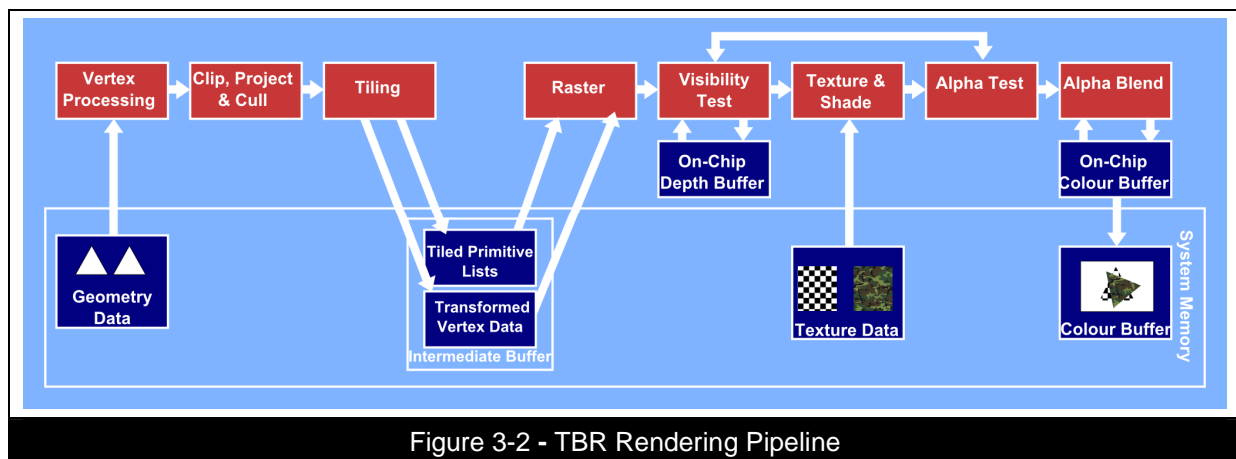 Vertex
Processing
Clip, Project
& Cull
Tiling
Raster
Visibility
Test
Texture &
Shade
Alpha Test
Alpha Blend
On-Chip
Depth Buffer
On-Chip
Colour Buffer
Geometry
Data
Tiled Primitive
Lists
Transformed
Vertex Data
Intermediate Buffer
Texture Data
Colour Buffer
System Memory
Figure 3-2 - TBR Rendering Pipeline